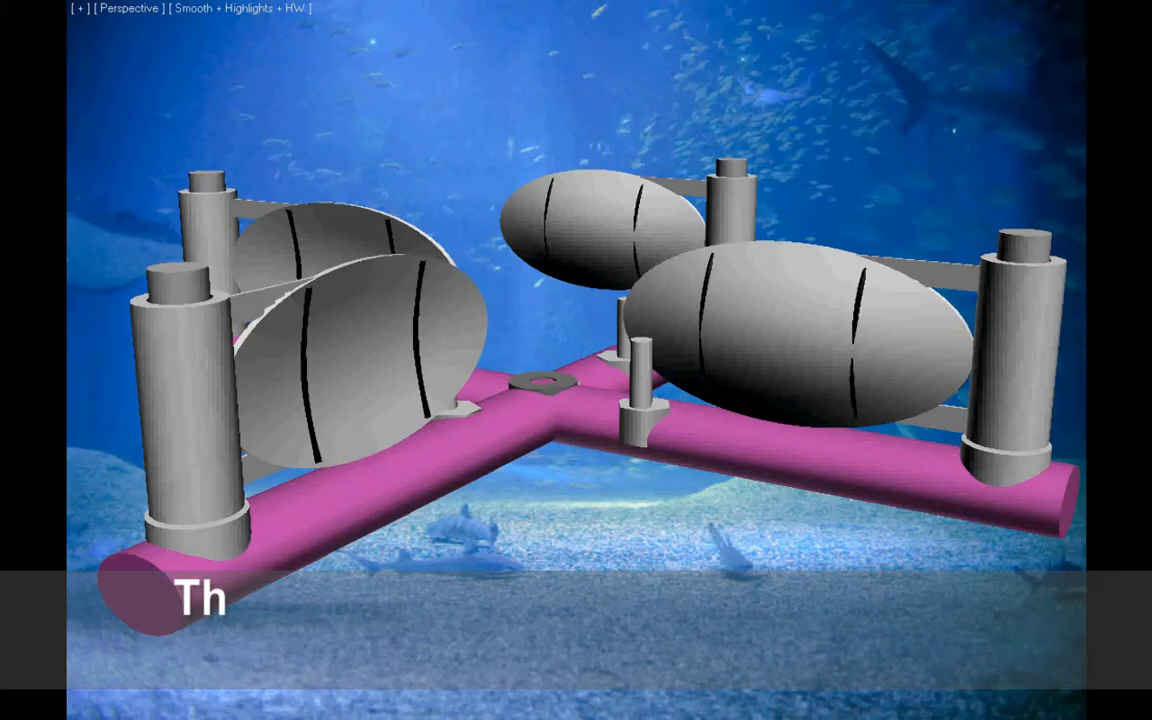 [ + ] [ Perspective ] [ Smooth + Highlights + HW ]
Th